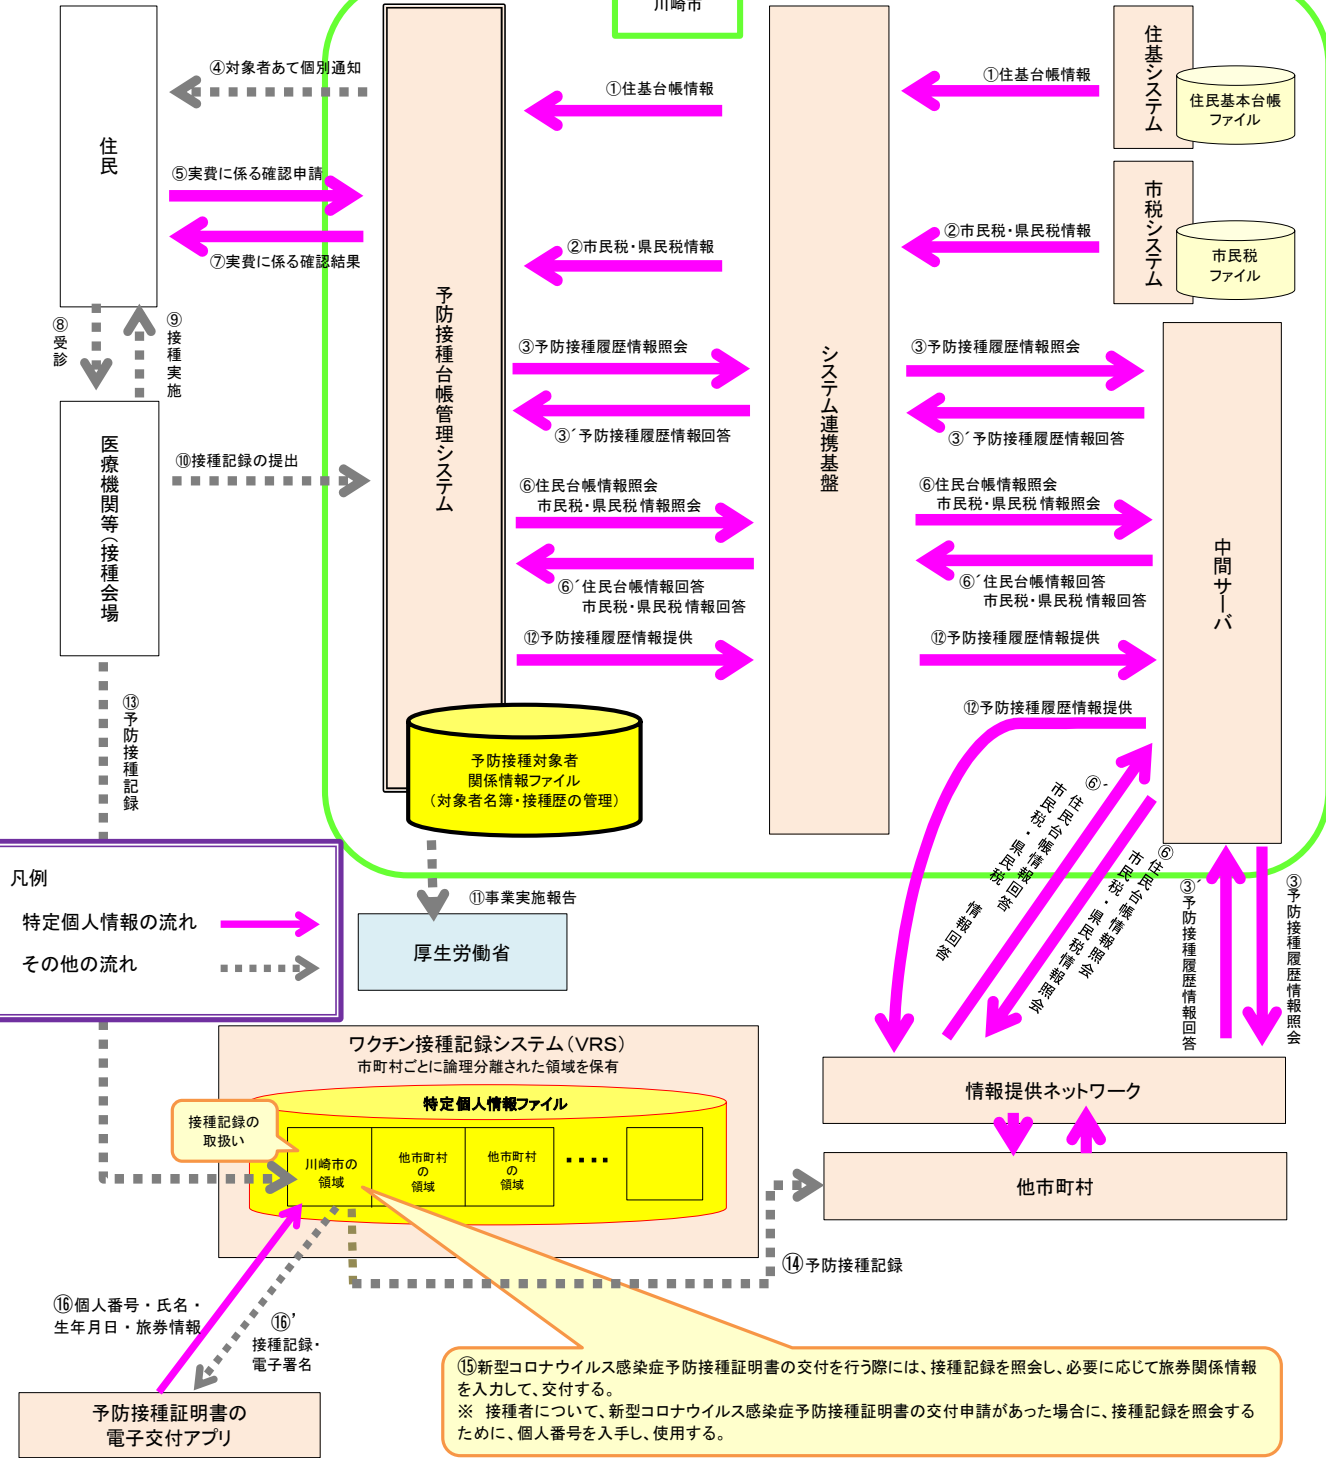 川崎市
④対象者あて個別通知
①住基台帳情報
①住基台帳情報
住基システム
住民基本台帳
ファイル
住民
⑤実費に係る確認申請
⑦実費に係る確認結果
②市民税・県民税情報
②市民税・県民税情報
市税システム
市民税
ファイル
⑧受診
⑨接種実施
予防接種台帳管理システム
システム連携基盤
③予防接種履歴情報照会
③予防接種履歴情報照会
③´予防接種履歴情報回答
③´予防接種履歴情報回答
医療機関等(接種会場
⑩接種記録の提出
⑥住民台帳情報照会
市民税・県民税情報照会
⑥住民台帳情報照会
市民税・県民税情報照会
⑥´住民台帳情報回答
市民税・県民税情報回答
⑥´住民台帳情報回答
市民税・県民税情報回答
中間サーバ
⑫予防接種履歴情報提供
⑫予防接種履歴情報提供
⑫予防接種履歴情報提供
⑬予防接種記録
予防接種対象者
関係情報ファイル
(対象者名簿・接種歴の管理)
⑥´住民台帳情報回答
市民税・県民税 情報回答
⑥住民台帳情報照会
市民税・県民税情報照会
③´予防接種履歴情報回答
③予防接種履歴情報照会
凡例
特定個人情報の流れ
その他の流れ
⑪事業実施報告
厚生労働省
ワクチン接種記録システム(VRS)
市町村ごとに論理分離された領域を保有
特定個人情報ファイル
接種記録の
取扱い
川崎市の
領域
他市町村
の
領域
他市町村
の
領域
・・・・
情報提供ネットワーク
他市町村
⑭予防接種記録
⑯個人番号・氏名・
生年月日・旅券情報
⑯’
接種記録・
電子署名
予防接種証明書の
電子交付アプリ
⑮新型コロナウイルス感染症予防接種証明書の交付を行う際には、接種記録を照会し、必要に応じて旅券関係情報
を入力して、交付する。
※ 接種者について、新型コロナウイルス感染症予防接種証明書の交付申請があった場合に、接種記録を照会する
ために、個人番号を入手し、使用する。